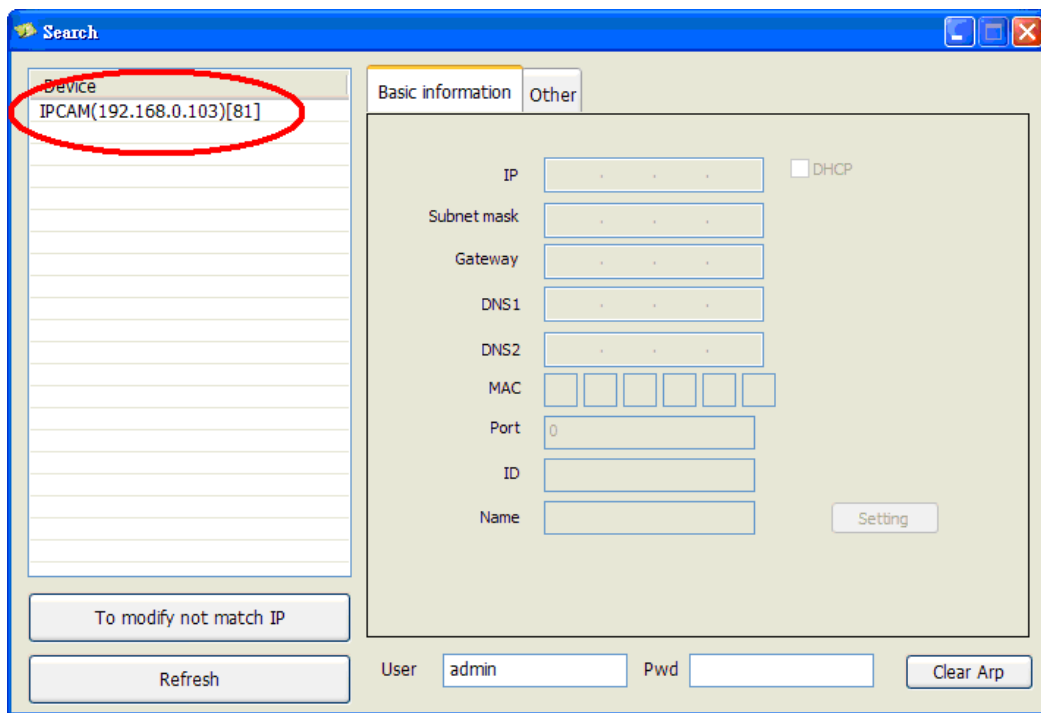 Search
Device
IPCAM(192.168.0.103)[81]
Basic information
Other
IP
DHCP
Subnet mask
Gateway
DNS1
DNS2
MAC
Port
0
ID
Name
Setting
To modify not match IP
Refresh
User
admin
Pwd
Clear Arp